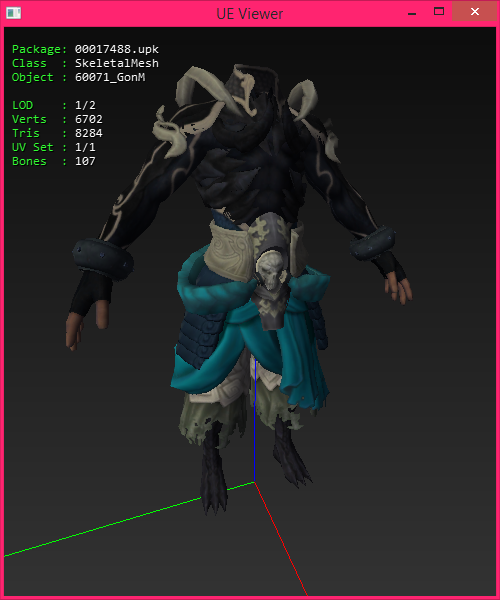 UE Viewer
Package: 00017488.upk
Class  : SkeletalMesh
Object : 60071_GonM
LOD    : 1/2
Verts  : 6702
Tris   : 8284
UV Set : 1/1
Bones  : 107